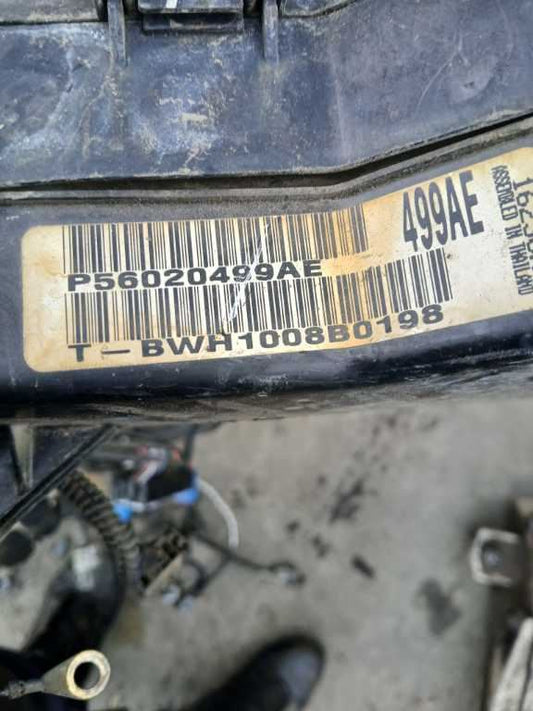 P56020499AE
499AE
T-BWH1008B0198
ASSEMBLED IN THAILAND